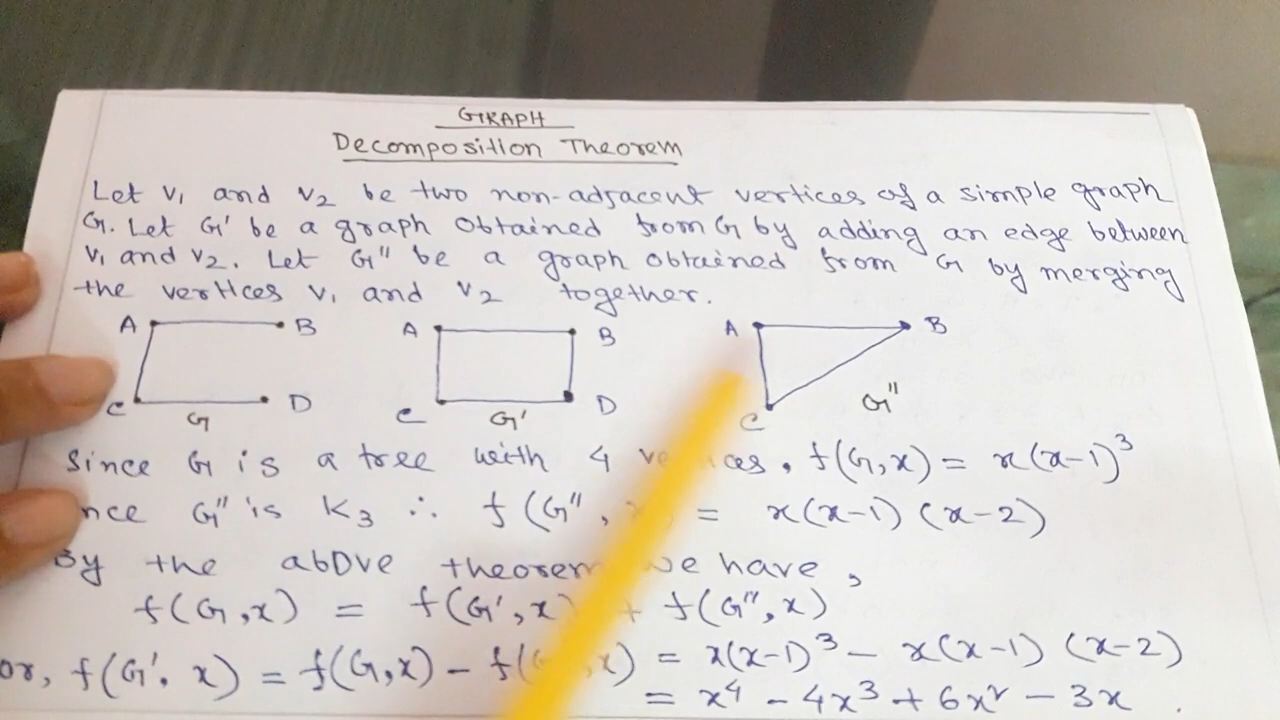 GRAPH
Decomposition Theorem
Let v₁ and v₂ be two non-adjacent vertices of a simple graph
G. Let G' be a graph obtained from G by adding an edge between
v₁ and v₂. Let G'' be a graph obtained from G by merging
the vertices v₁ and v₂ together.
A B A B A B
C G D C G' D C G''
Since G is a tree with 4 f(G,x) = x(x-1)³
G'' is K₃ ∴ f(G'', = x(x-1)(x-2)
By the above theorem we have,
f(G,x) = f(G',x) + f(G'',x)
or, f(G'. x) = f(G,x) - f( x) = x(x-1)³ - x(x-1) (x-2)
= x⁴ - 4x³ + 6x² - 3x .